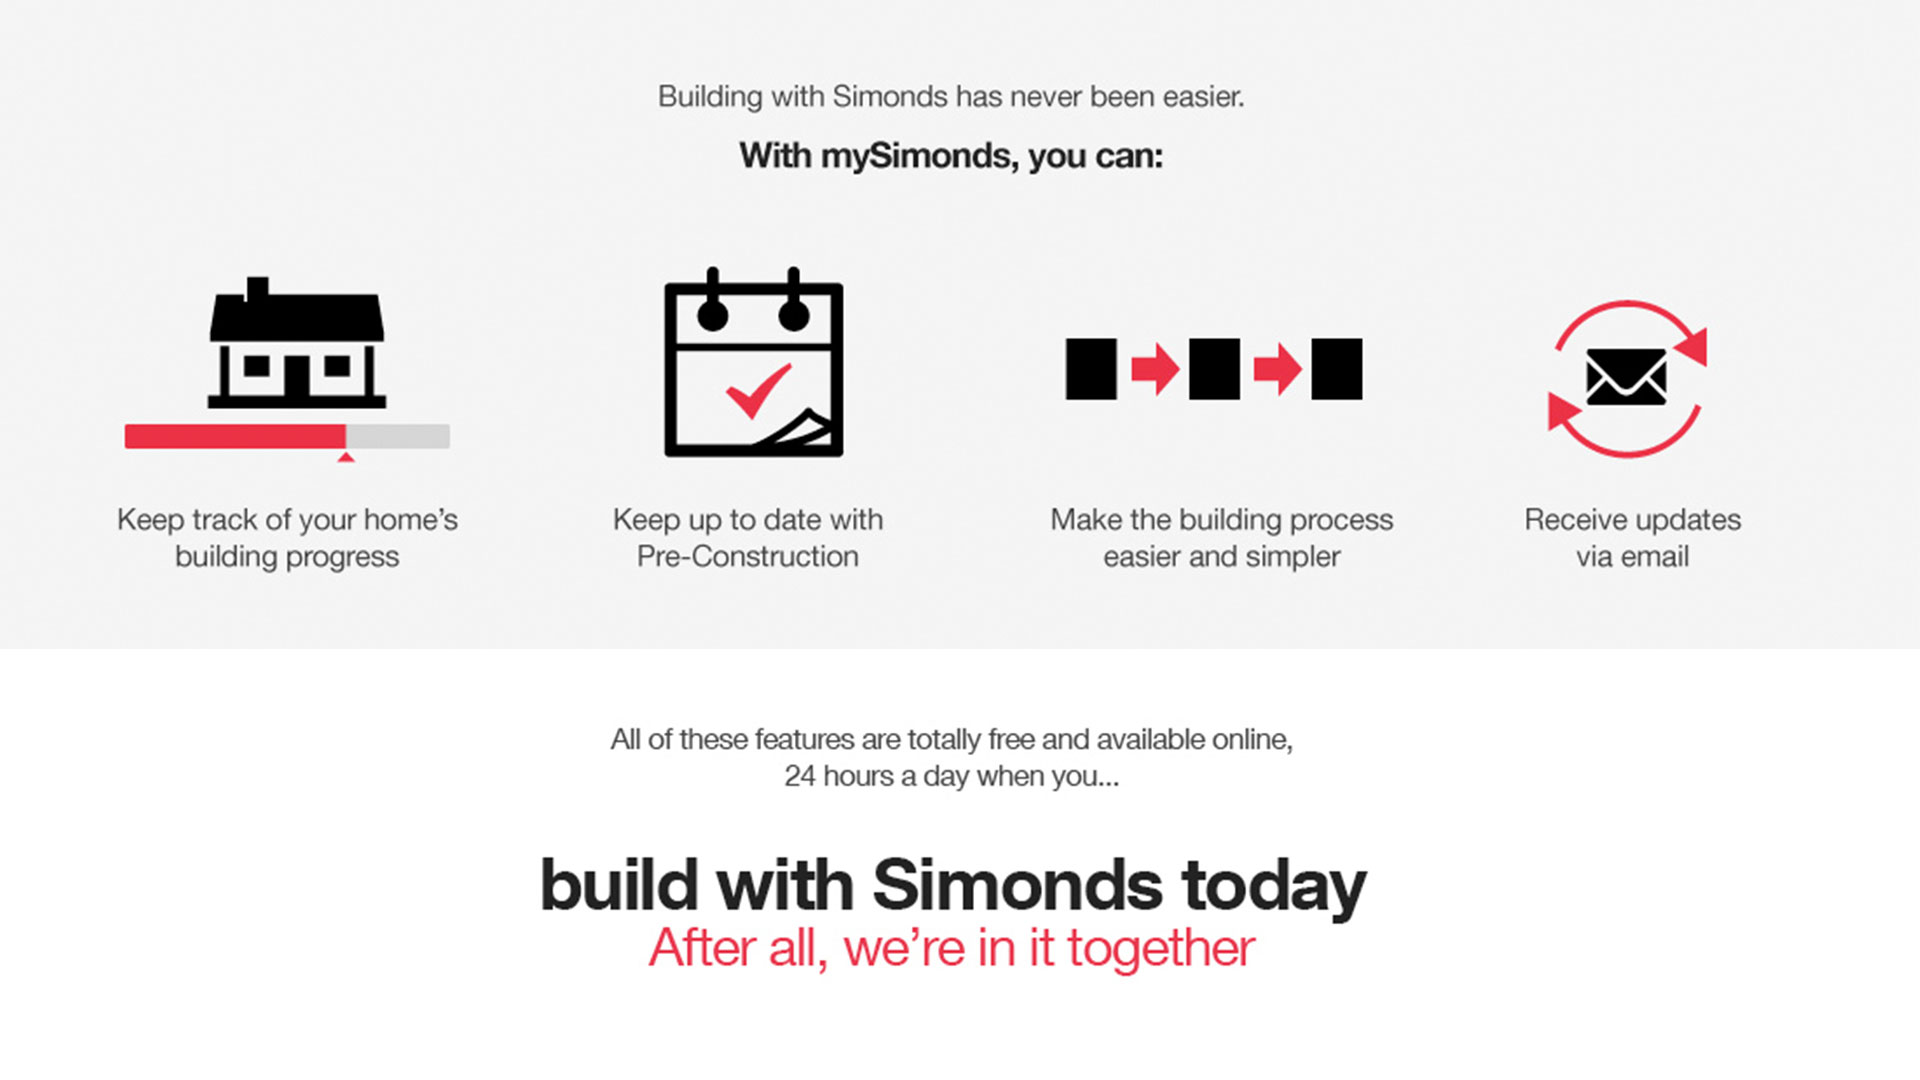 Building with Simonds has never been easier.
With mySimonds, you can:
Keep track of your home’s
building progress
Keep up to date with
Pre-Construction
Make the building process
easier and simpler
Receive updates
via email
All of these features are totally free and available online,
24 hours a day when you...
build with Simonds today
After all, we’re in it together